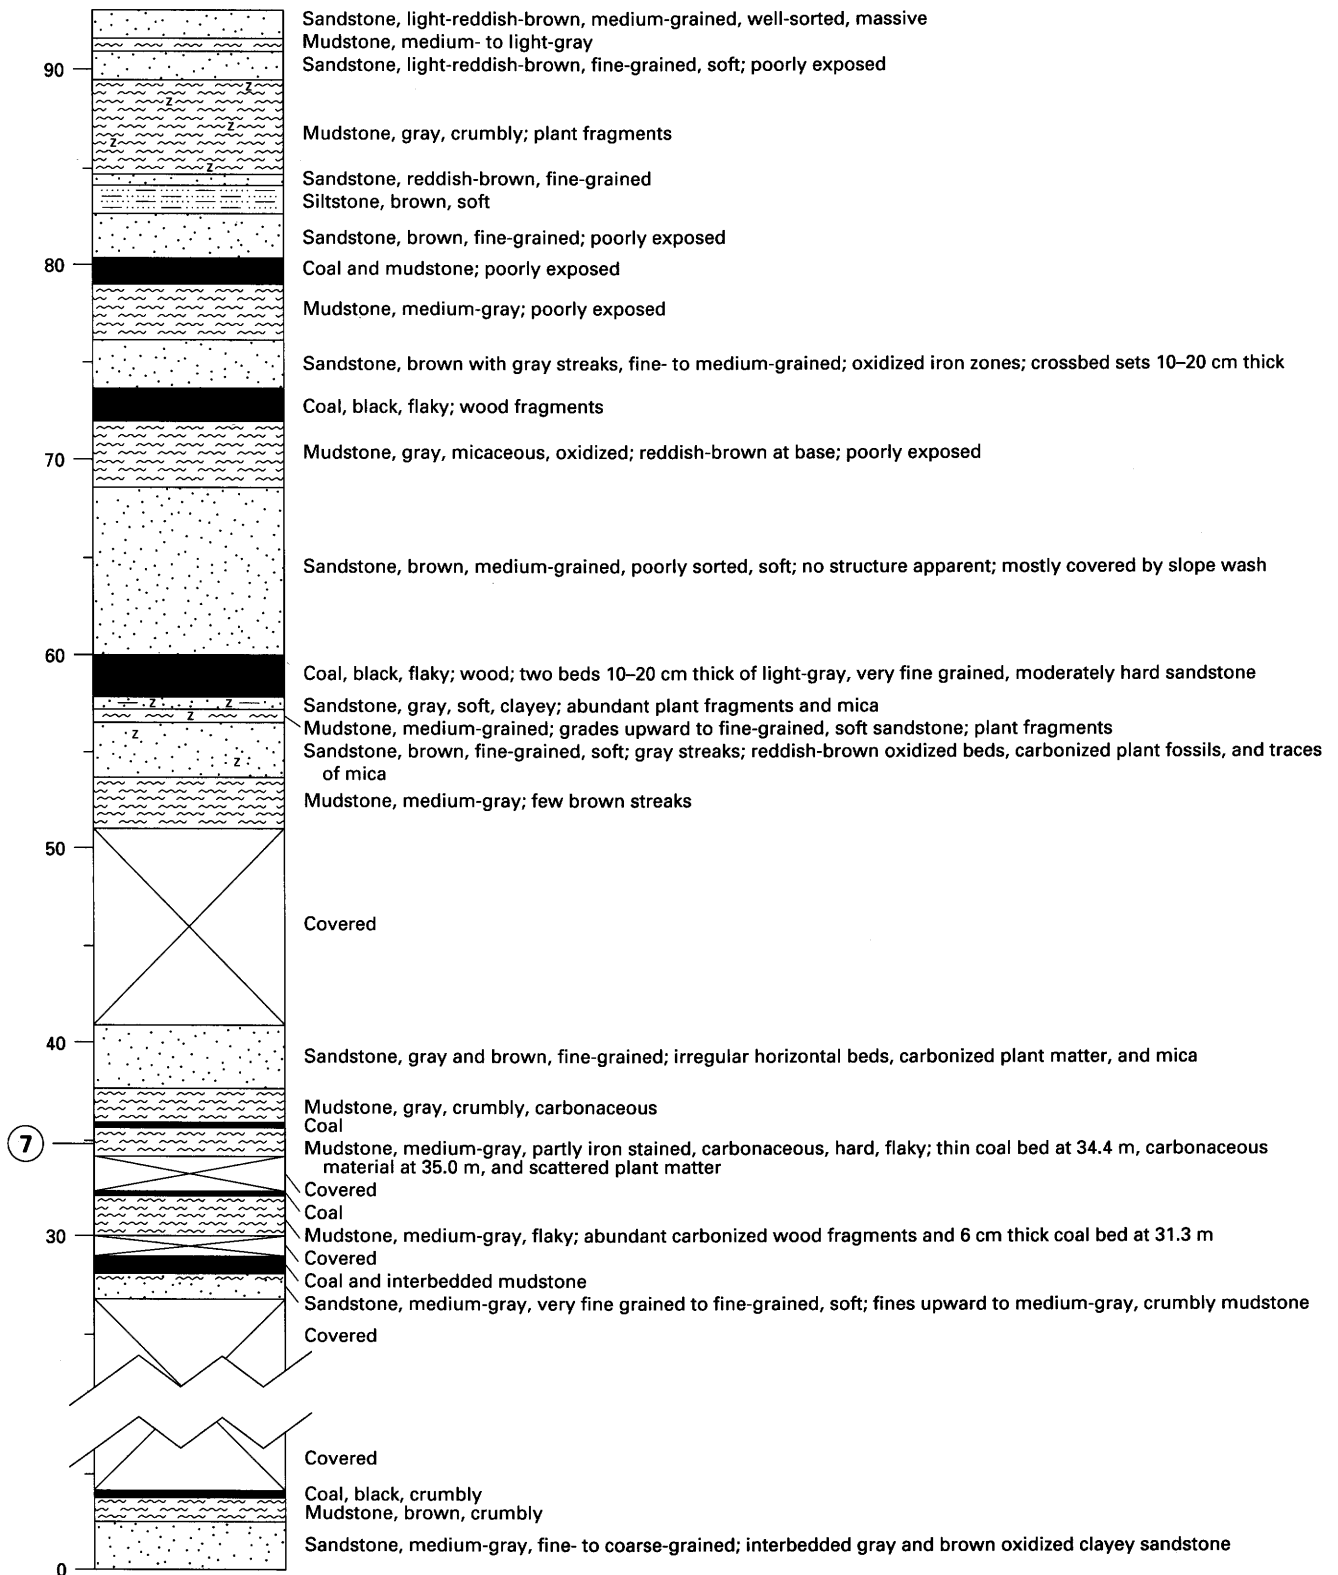 Sandstone, light-reddish-brown, medium-grained, well-sorted, massive
Mudstone, medium- to light-gray
90
Sandstone, light-reddish-brown, fine-grained, soft; poorly exposed
z
z
z
Mudstone, gray, crumbly; plant fragments
z
z
Sandstone, reddish-brown, fine-grained
Siltstone, brown, soft
Sandstone, brown, fine-grained; poorly exposed
80
Coal and mudstone; poorly exposed
Mudstone, medium-gray; poorly exposed
Sandstone, brown with gray streaks, fine- to medium-grained; oxidized iron zones; crossbed sets 10–20 cm thick
Coal, black, flaky; wood fragments
70
Mudstone, gray, micaceous, oxidized; reddish-brown at base; poorly exposed
Sandstone, brown, medium-grained, poorly sorted, soft; no structure apparent; mostly covered by slope wash
60
Coal, black, flaky; wood; two beds 10–20 cm thick of light-gray, very fine grained, moderately hard sandstone
z z
Sandstone, gray, soft, clayey; abundant plant fragments and mica
z
Mudstone, medium-grained; grades upward to fine-grained, soft sandstone; plant fragments
z
Sandstone, brown, fine-grained, soft; gray streaks; reddish-brown oxidized beds, carbonized plant fossils, and traces
z
of mica
Mudstone, medium-gray; few brown streaks
50
Covered
40
Sandstone, gray and brown, fine-grained; irregular horizontal beds, carbonized plant matter, and mica
Mudstone, gray, crumbly, carbonaceous
Coal
7
Mudstone, medium-gray, partly iron stained, carbonaceous, hard, flaky; thin coal bed at 34.4 m, carbonaceous
material at 35.0 m, and scattered plant matter
Covered
Coal
30
Mudstone, medium-gray, flaky; abundant carbonized wood fragments and 6 cm thick coal bed at 31.3 m
Covered
Coal and interbedded mudstone
Sandstone, medium-gray, very fine grained to fine-grained, soft; fines upward to medium-gray, crumbly mudstone
Covered
Covered
Coal, black, crumbly
Mudstone, brown, crumbly
Sandstone, medium-gray, fine- to coarse-grained; interbedded gray and brown oxidized clayey sandstone
0